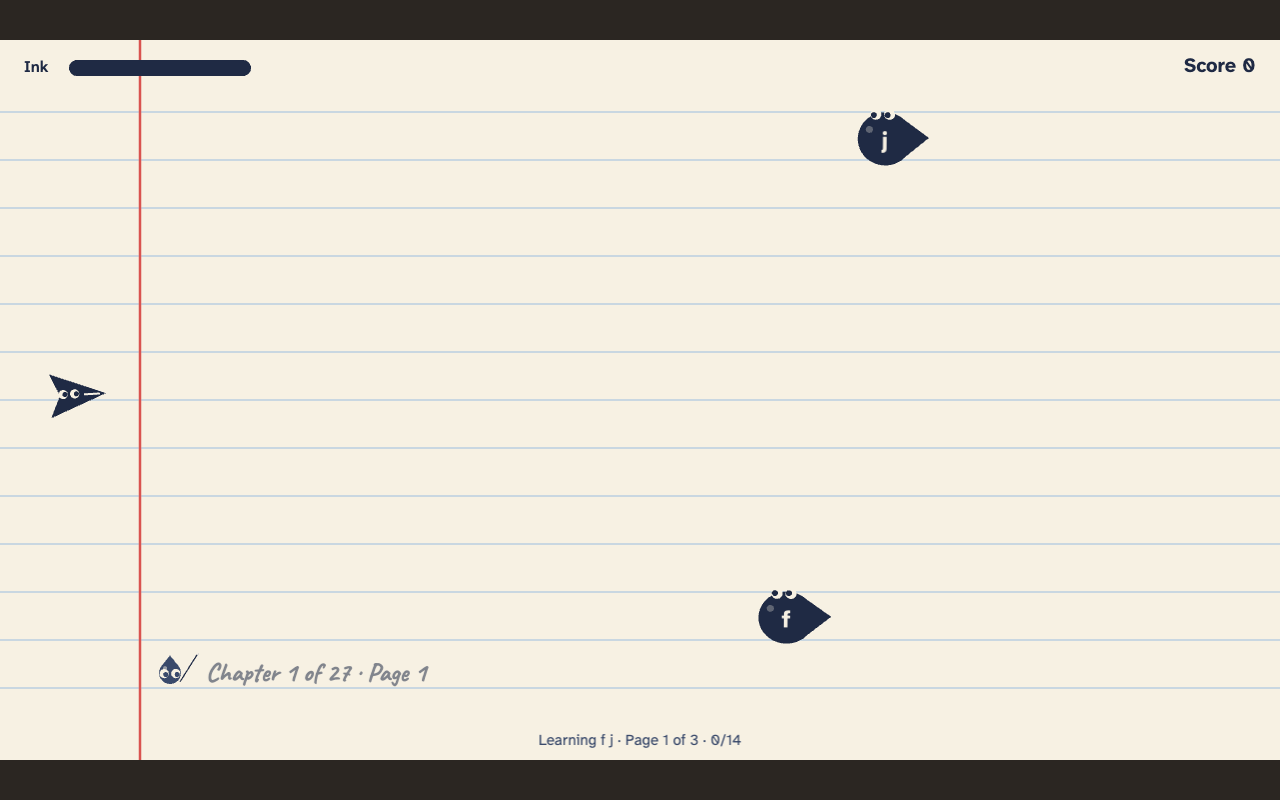 Ink
Score 0
j
f
Chapter 1 of 27 · Page 1
Learning f j · Page 1 of 3 · 0/14